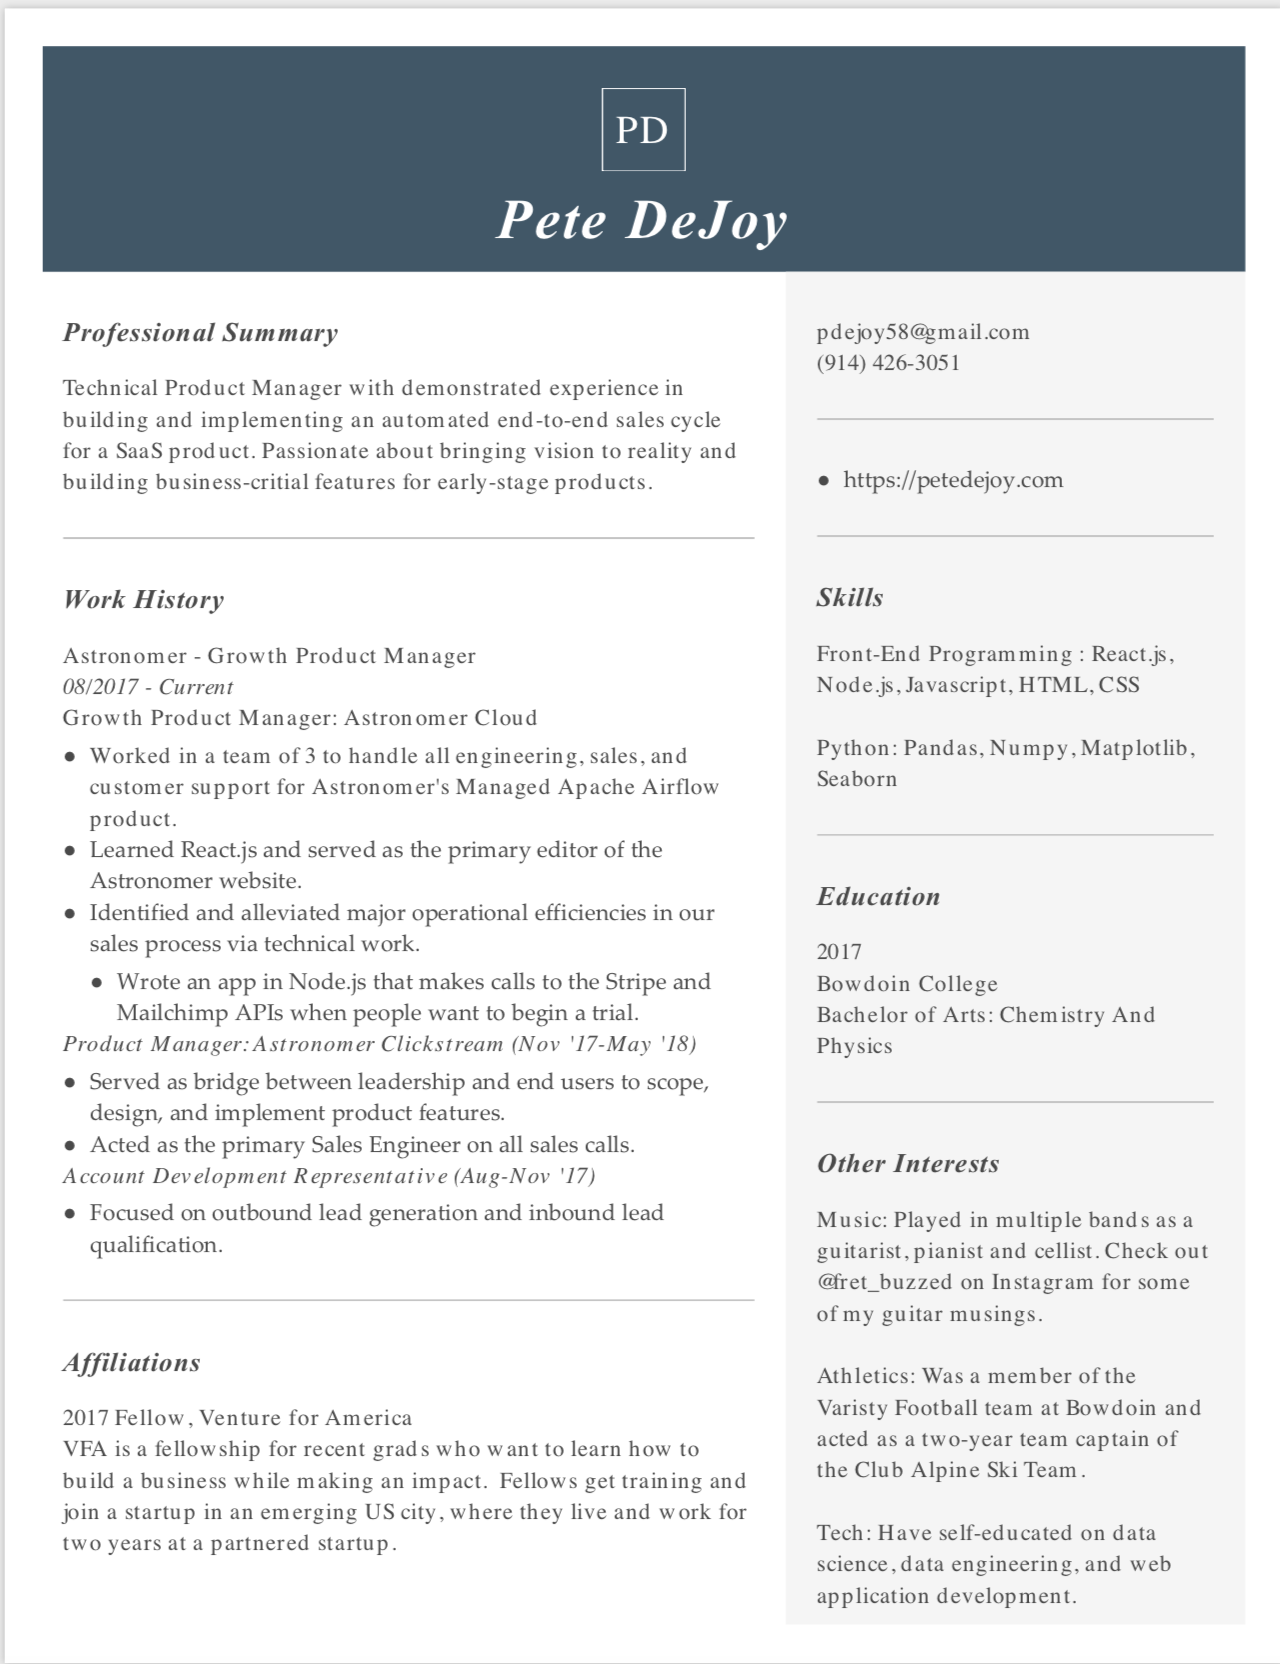 PD
Pete DeJoy
Professional Summary
Technical Product Manager with demonstrated experience in
building and implementing an automated end-to-end sales cycle
for a SaaS product. Passionate about bringing vision to reality and
building business-critial features for early-stage products.
Work History
Astronomer - Growth Product Manager
08/2017 - Current
Growth Product Manager: Astronomer Cloud
● Worked in a team of 3 to handle all engineering, sales, and
customer support for Astronomer's Managed Apache Airflow
product.
● Learned React.js and served as the primary editor of the
Astronomer website.
● Identified and alleviated major operational efficiencies in our
sales process via technical work.
● Wrote an app in Node.js that makes calls to the Stripe and
Mailchimp APIs when people want to begin a trial.
Product Manager: Astronomer Clickstream (Nov '17-May '18)
● Served as bridge between leadership and end users to scope,
design, and implement product features.
● Acted as the primary Sales Engineer on all sales calls.
Account Development Representative (Aug-Nov '17)
● Focused on outbound lead generation and inbound lead
qualification.
Affiliations
2017 Fellow, Venture for America
VFA is a fellowship for recent grads who want to learn how to
build a business while making an impact. Fellows get training and
join a startup in an emerging US city, where they live and work for
two years at a partnered startup.
pdejoy58@gmail.com
(914) 426-3051
● https://petedejoy.com
Skills
Front-End Programming : React.js,
Node.js, Javascript, HTML, CSS
Python: Pandas, Numpy, Matplotlib,
Seaborn
Education
2017
Bowdoin College
Bachelor of Arts: Chemistry And
Physics
Other Interests
Music: Played in multiple bands as a
guitarist, pianist and cellist. Check out
@fret_buzzed on Instagram for some
of my guitar musings.
Athletics: Was a member of the
Varisty Football team at Bowdoin and
acted as a two-year team captain of
the Club Alpine Ski Team.
Tech: Have self-educated on data
science, data engineering, and web
application development.